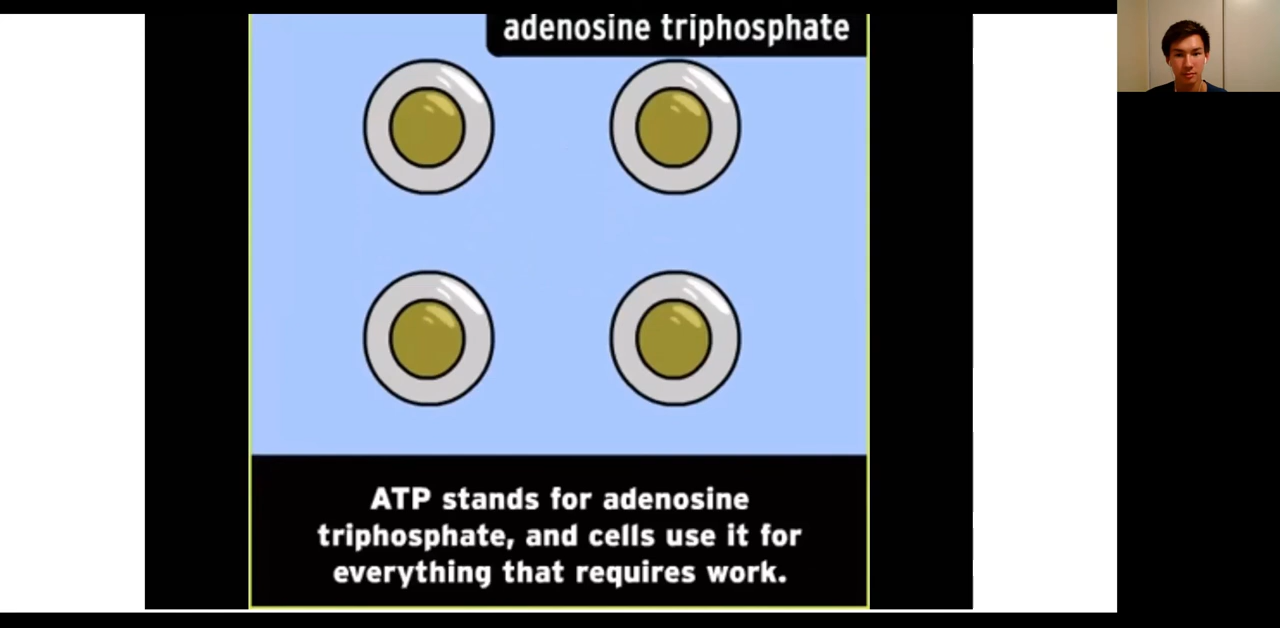 adenosine triphosphate
ATP stands for adenosine
triphosphate, and cells use it for
everything that requires work.